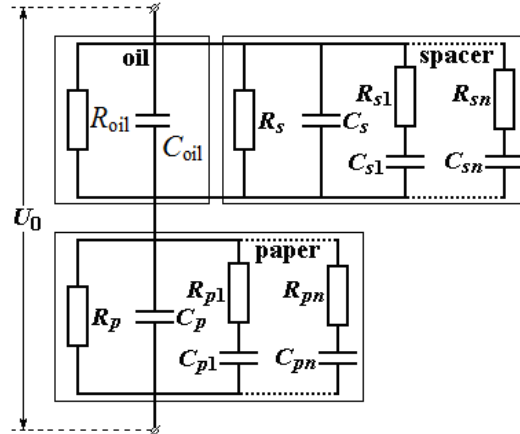 oil
spacer
R_oil
C_oil
R_s
C_s
R_s1
C_s1
R_sn
C_sn
U_0
paper
R_p
C_p
R_p1
C_p1
R_pn
C_pn